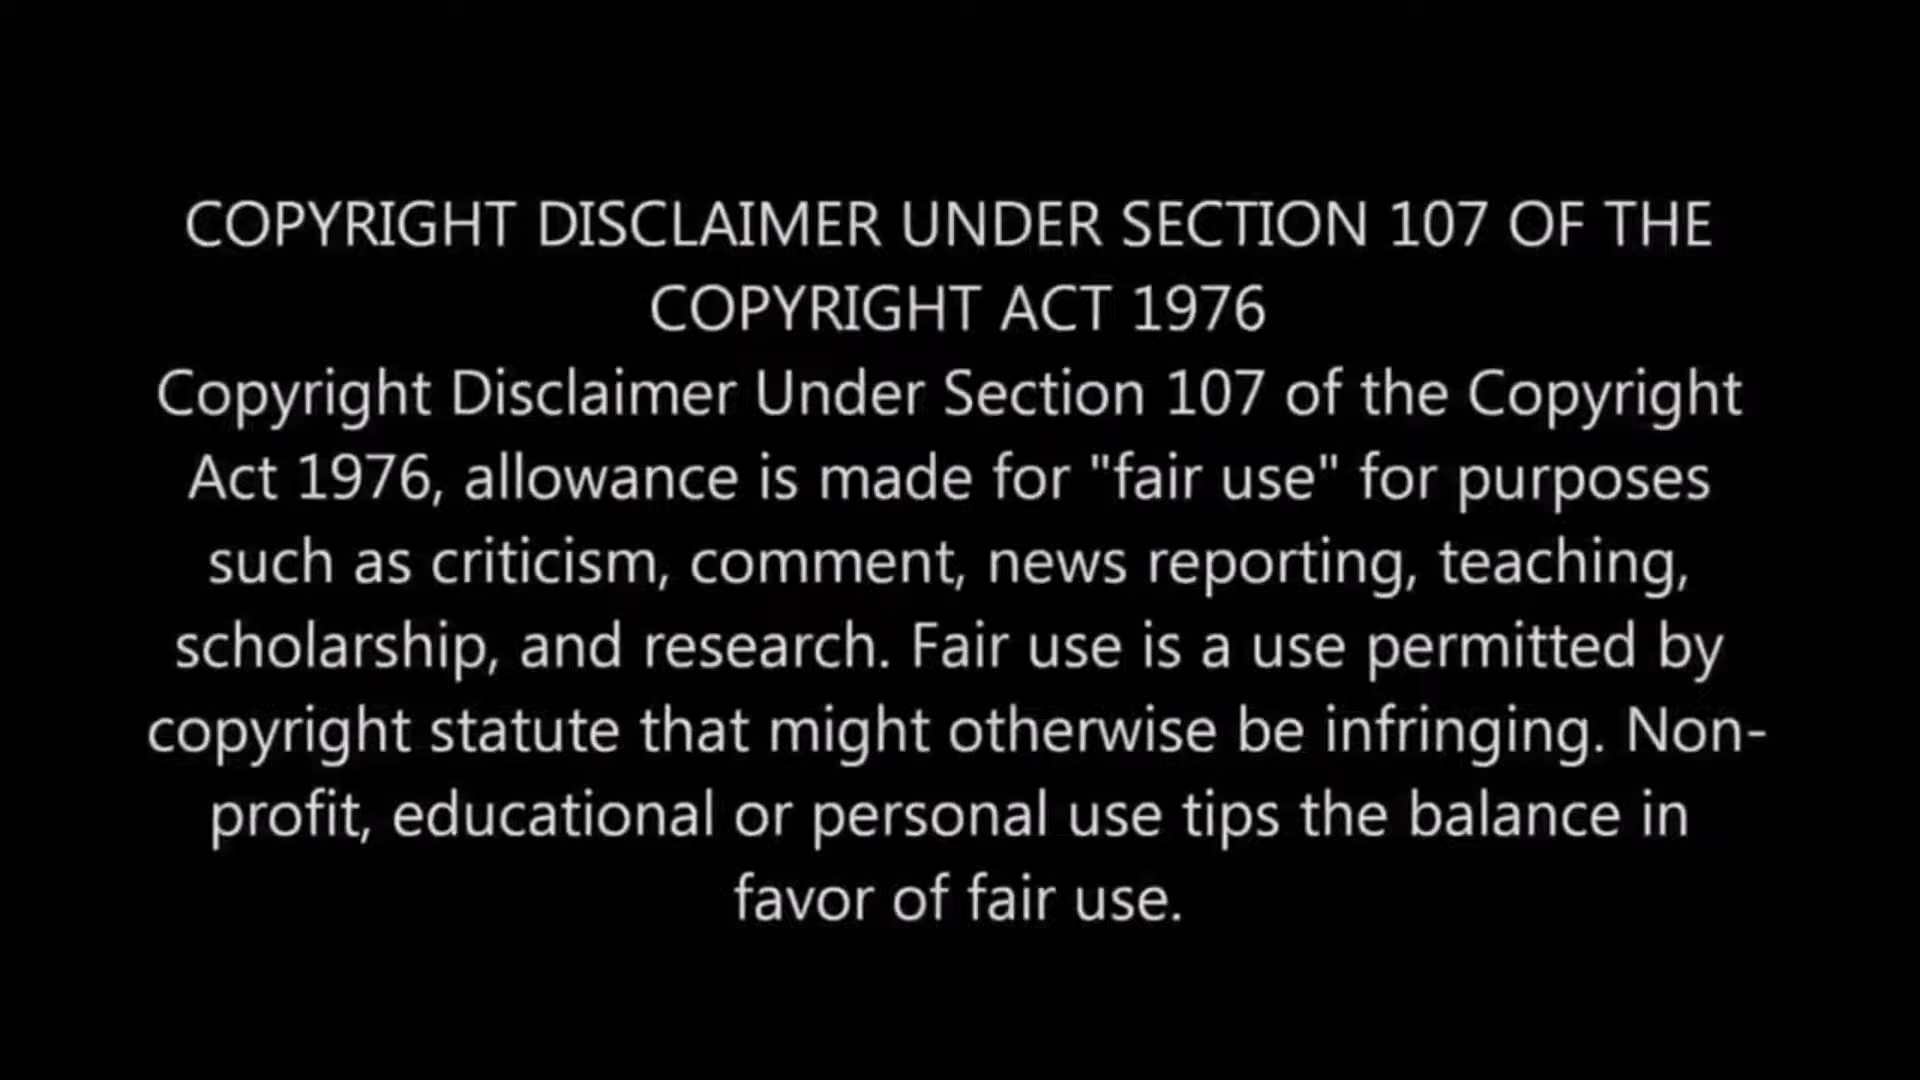 COPYRIGHT DISCLAIMER UNDER SECTION 107 OF THE
COPYRIGHT ACT 1976
Copyright Disclaimer Under Section 107 of the Copyright
Act 1976, allowance is made for "fair use" for purposes
such as criticism, comment, news reporting, teaching,
scholarship, and research. Fair use is a use permitted by
copyright statute that might otherwise be infringing. Non-
profit, educational or personal use tips the balance in
favor of fair use.